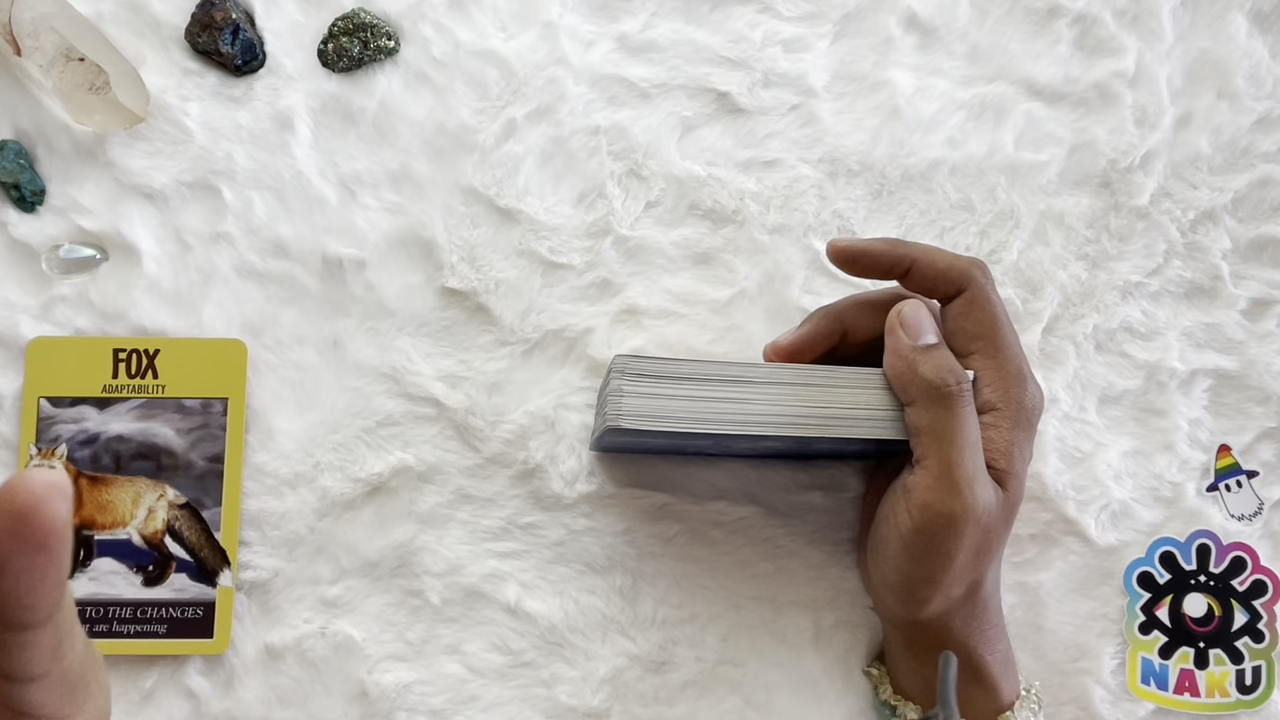 FOX
ADAPTABILITY
TO THE CHANGES
are happening
NAKU